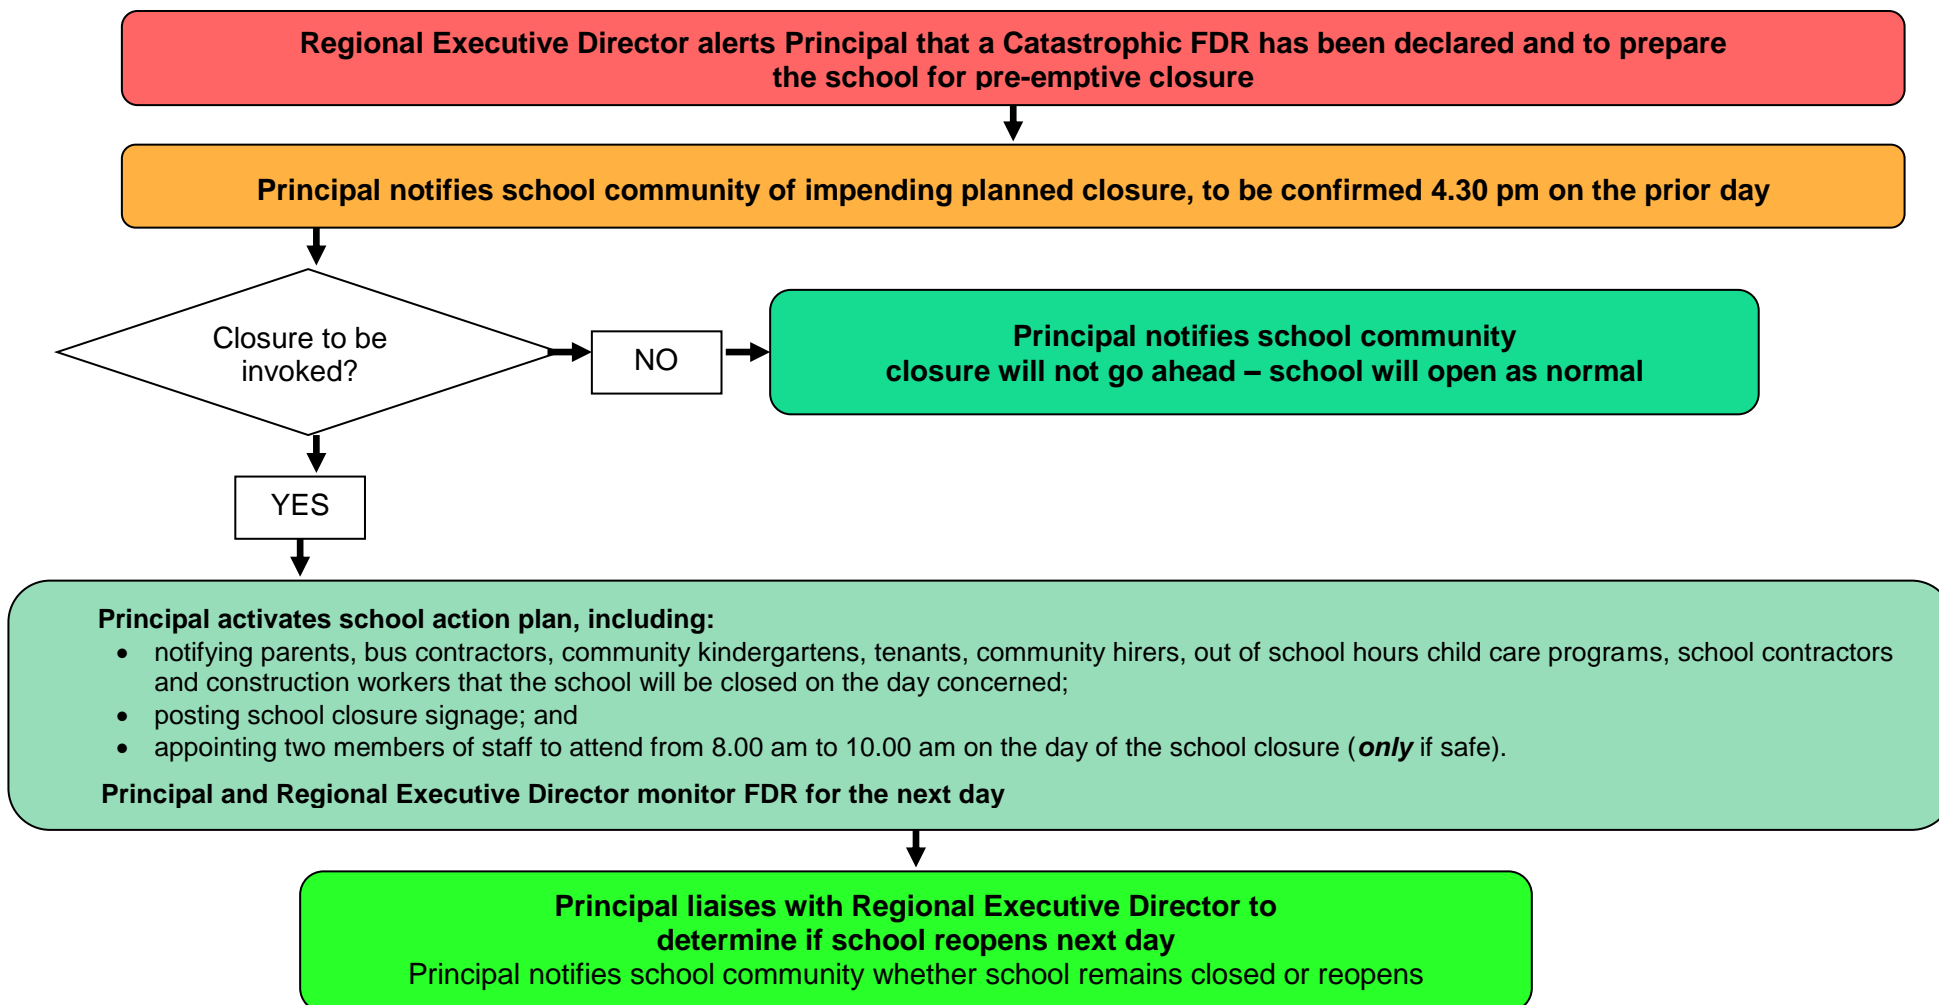 Regional Executive Director alerts Principal that a Catastrophic FDR has been declared and to prepare
the school for pre-emptive closure
Principal notifies school community of impending planned closure, to be confirmed 4.30 pm on the prior day
Closure to be
invoked?
NO
Principal notifies school community
closure will not go ahead – school will open as normal
YES
Principal activates school action plan, including:
• notifying parents, bus contractors, community kindergartens, tenants, community hirers, out of school hours child care programs, school contractors
and construction workers that the school will be closed on the day concerned;
• posting school closure signage; and
• appointing two members of staff to attend from 8.00 am to 10.00 am on the day of the school closure (only if safe).
Principal and Regional Executive Director monitor FDR for the next day
Principal liaises with Regional Executive Director to
determine if school reopens next day
Principal notifies school community whether school remains closed or reopens